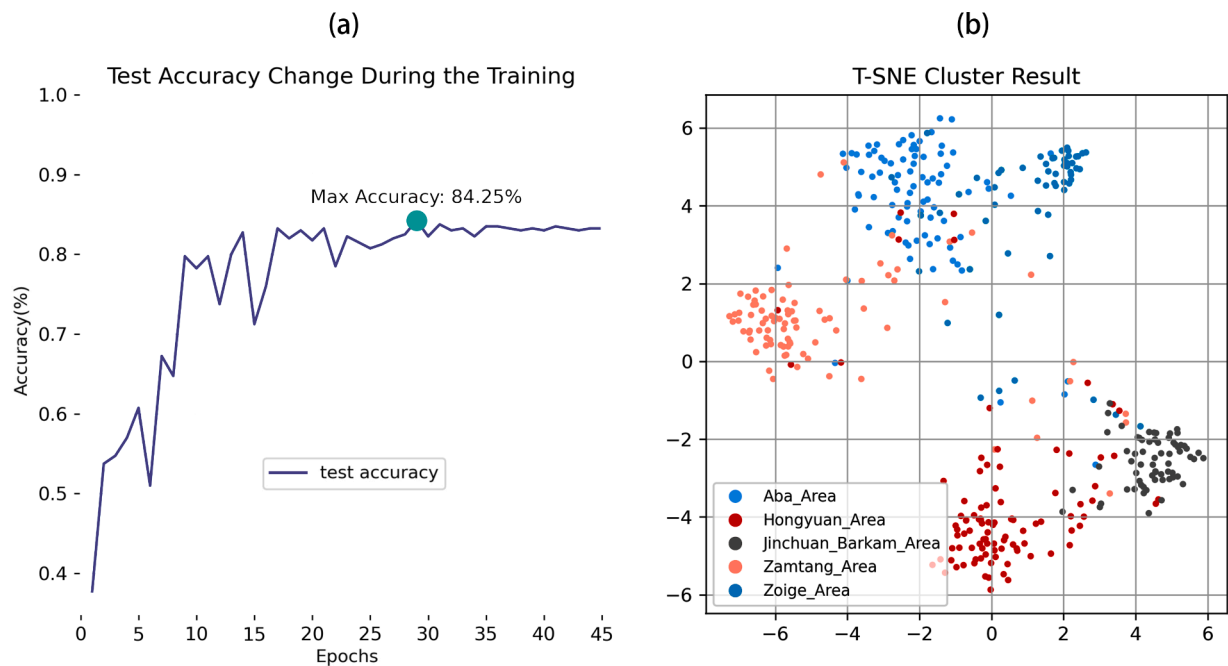 (a)
Test Accuracy Change During the Training
1.0
0.9
0.8
0.7
0.6
0.5
0.4
Accuracy(%)
Max Accuracy: 84.25%
test accuracy
0 5 10 15 20 25 30 35 40 45
Epochs
(b)
T-SNE Cluster Result
6
4
2
0
−2
−4
−6
Aba_Area
Hongyuan_Area
Jinchuan_Barkam_Area
Zamtang_Area
Zoige_Area
−6 −4 −2 0 2 4 6